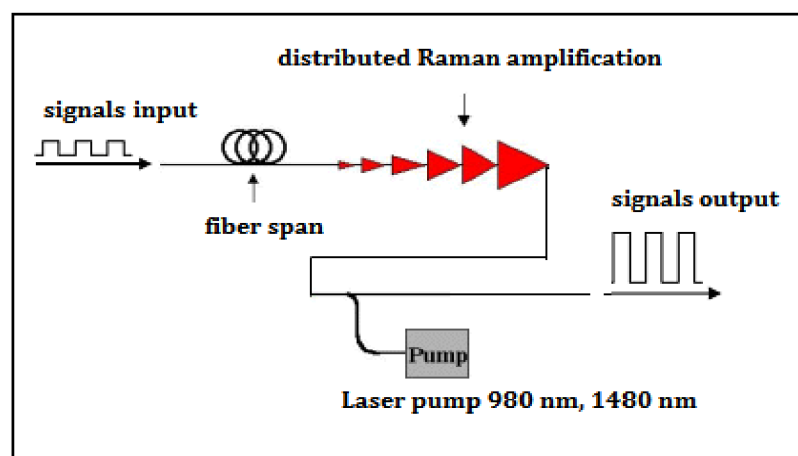 distributed Raman amplification
signals input
fiber span
signals output
Pump
Laser pump 980 nm, 1480 nm